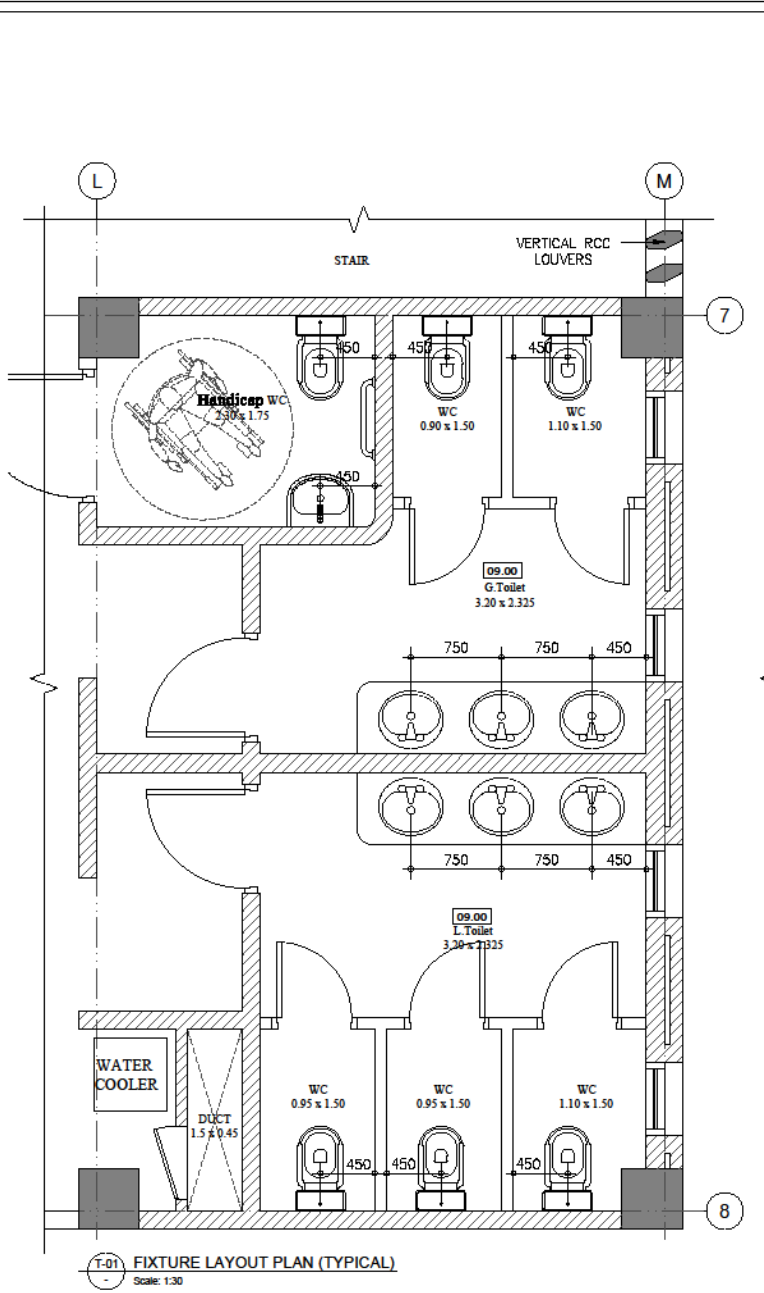 L
M
VERTICAL RCC
LOUVERS
STAIR
7
450
450
450
Handicap WC
2.30 x 1.75
WC
0.90 x 1.50
WC
1.10 x 1.50
450
09.00
G.Toilet
3.20 x 2.325
750
750
450
750
750
450
09.00
L.Toilet
3.20 x 2.325
WATER
COOLER
DUCT
1.5 x 0.45
WC
0.95 x 1.50
WC
0.95 x 1.50
WC
1.10 x 1.50
450
450
450
8
T-01
-
FIXTURE LAYOUT PLAN (TYPICAL)
Scale: 1:30